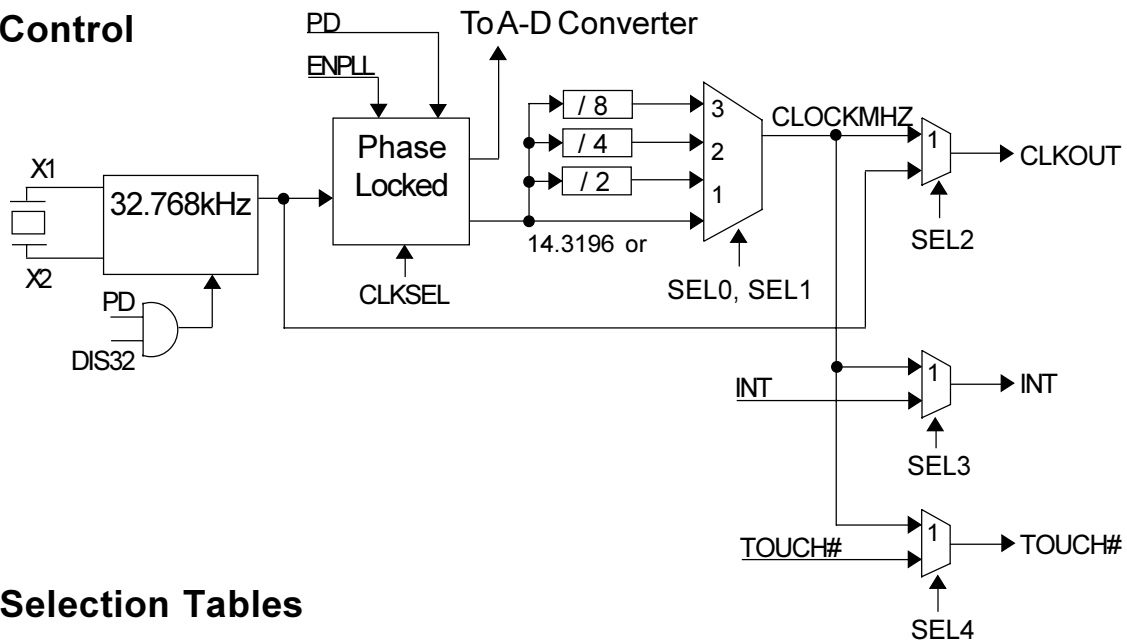 Control
PD
To A-D Converter
ENPLL
/ 8
/ 4
/ 2
3
2
1
CLOCKMHZ
1
CLKOUT
X1
32.768kHz
Phase
Locked
X2
14.3196 or
SEL2
PD
CLKSEL
SEL0, SEL1
DIS32
INT
1
INT
SEL3
TOUCH#
1
TOUCH#
Selection Tables
SEL4